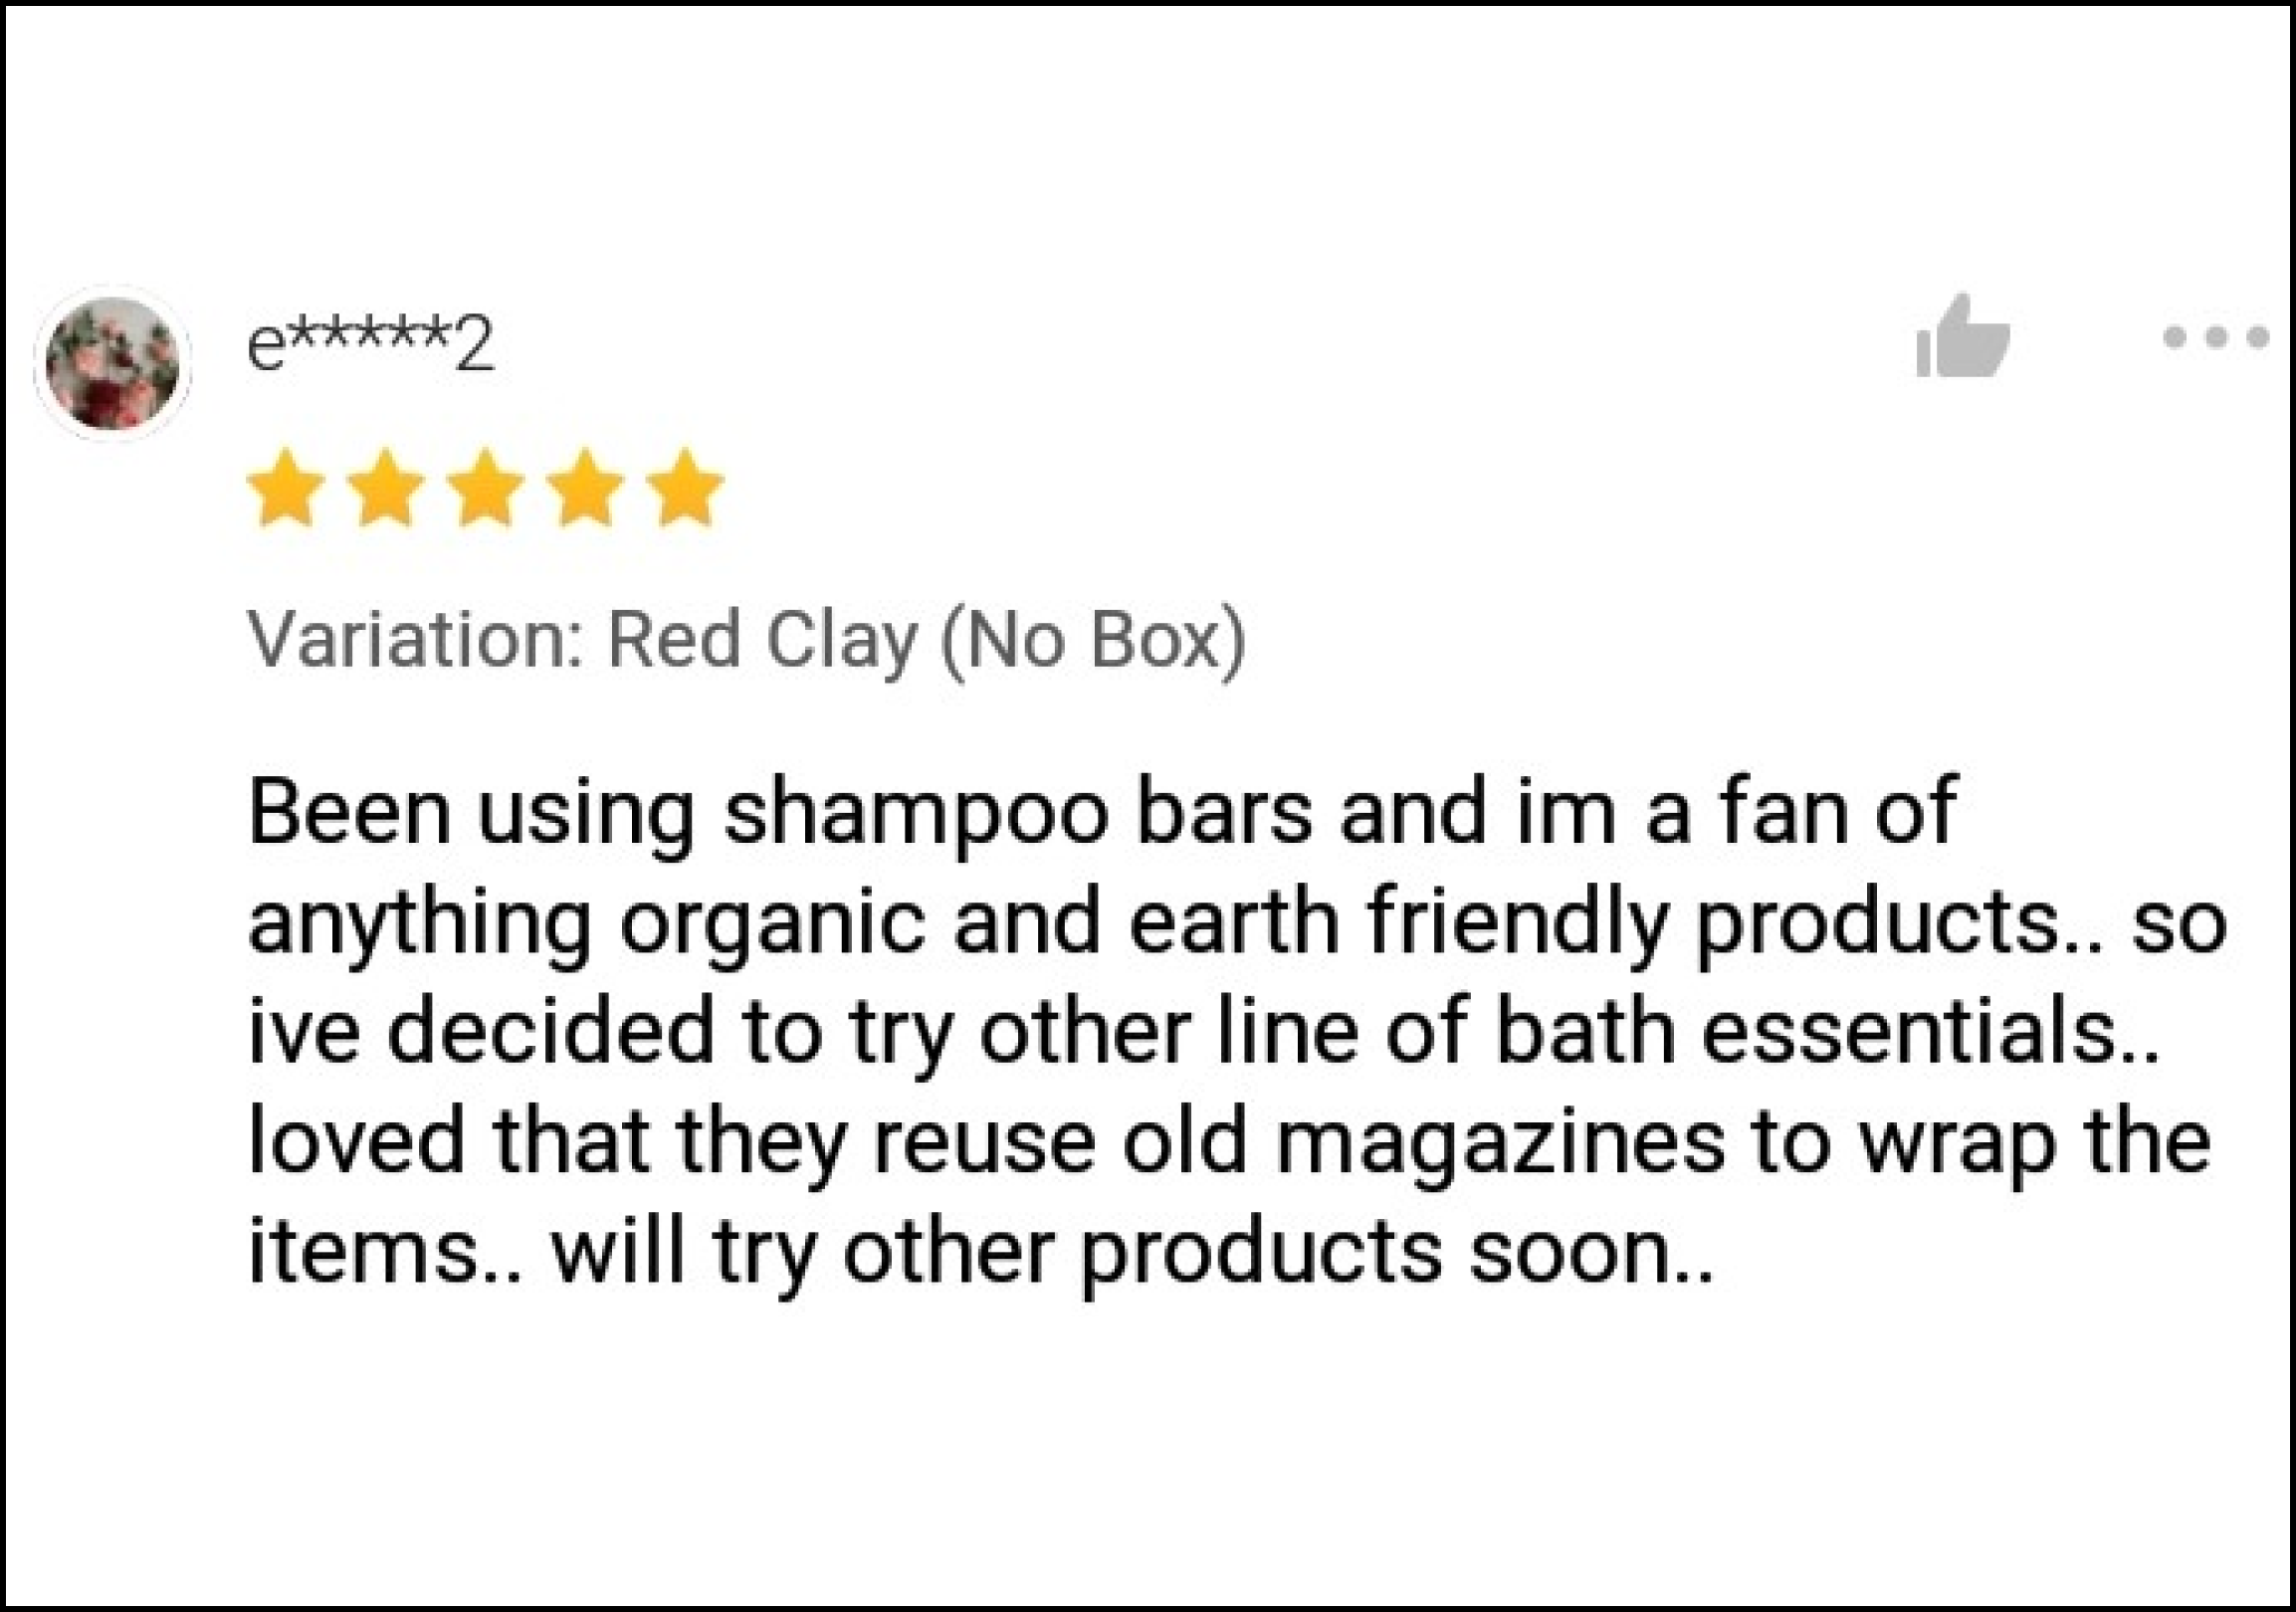 e*****2
Variation: Red Clay (No Box)
Been using shampoo bars and im a fan of
anything organic and earth friendly products.. so
ive decided to try other line of bath essentials..
loved that they reuse old magazines to wrap the
items.. will try other products soon..